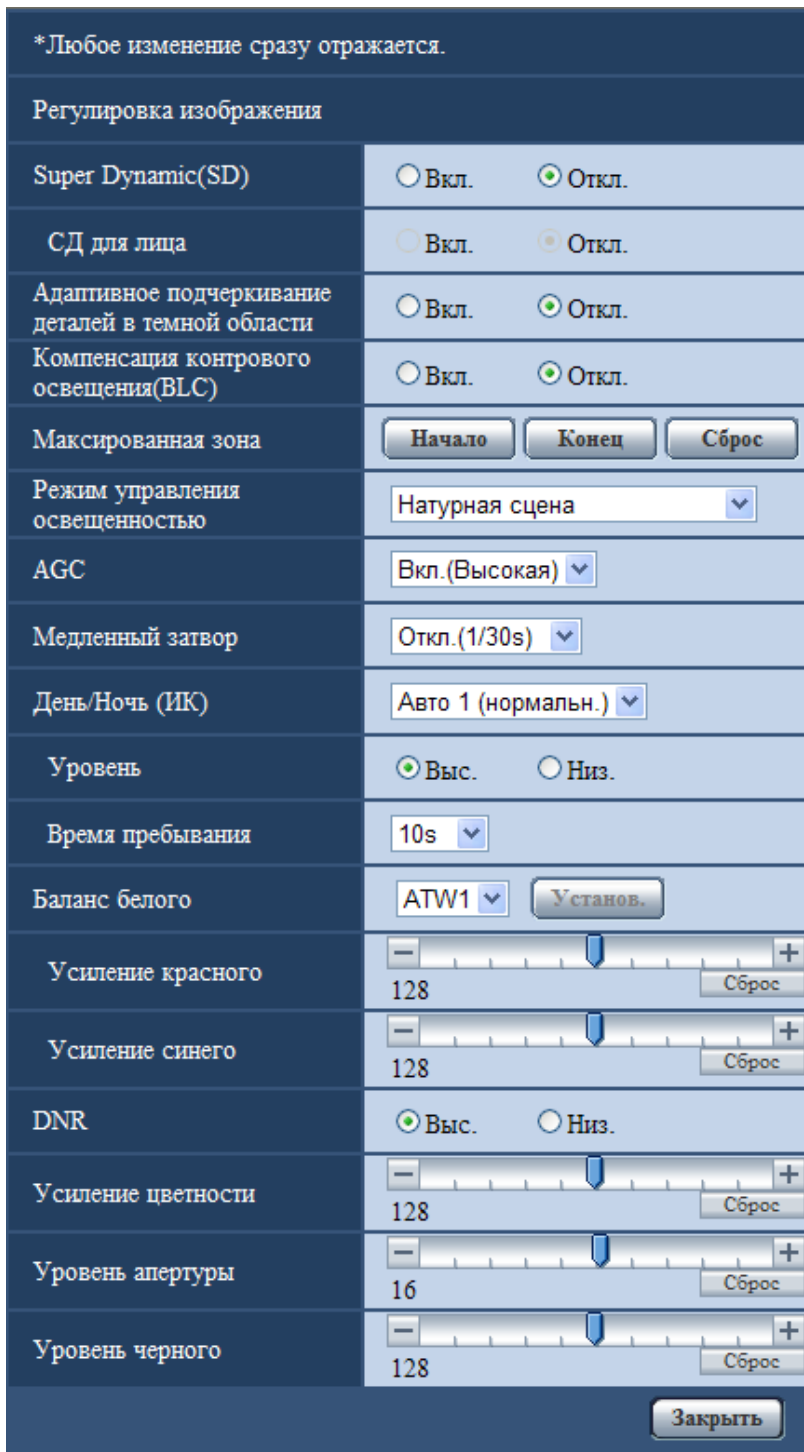 *Любое изменение сразу отражается.
Регулировка изображения
Super Dynamic(SD) Вкл. Откл.
СД для лица Вкл. Откл.
Адаптивное подчеркивание
деталей в темной области Вкл. Откл.
Компенсация контрового
освещения(BLC) Вкл. Откл.
Максированная зона Начало Конец Сброс
Режим управления
освещенностью Натурная сцена
AGC Вкл.(Высокая)
Медленный затвор Откл.(1/30s)
День/Ночь (ИК) Авто 1 (нормальн.)
Уровень Выс. Низ.
Время пребывания 10s
Баланс белого ATW1 Установ.
Усиление красного 128 Сброс
Усиление синего 128 Сброс
DNR Выс. Низ.
Усиление цветности 128 Сброс
Уровень апертуры 16 Сброс
Уровень черного 128 Сброс
Закрыть